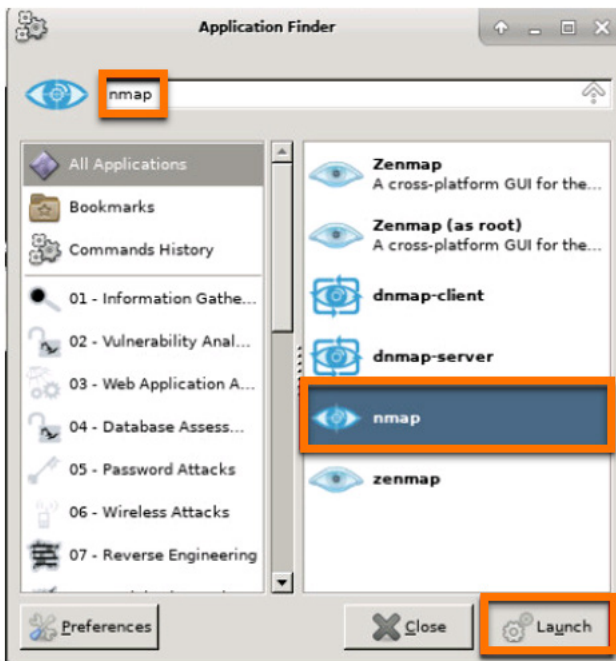 Application Finder
nmap
All Applications
Bookmarks
Commands History
01 - Information Gathe...
02 - Vulnerability Anal...
03 - Web Application A...
04 - Database Assess...
05 - Password Attacks
06 - Wireless Attacks
07 - Reverse Engineering
Zenmap
A cross-platform GUI for the...
Zenmap (as root)
A cross-platform GUI for the...
dnmap-client
dnmap-server
nmap
zenmap
Preferences
Close
Launch